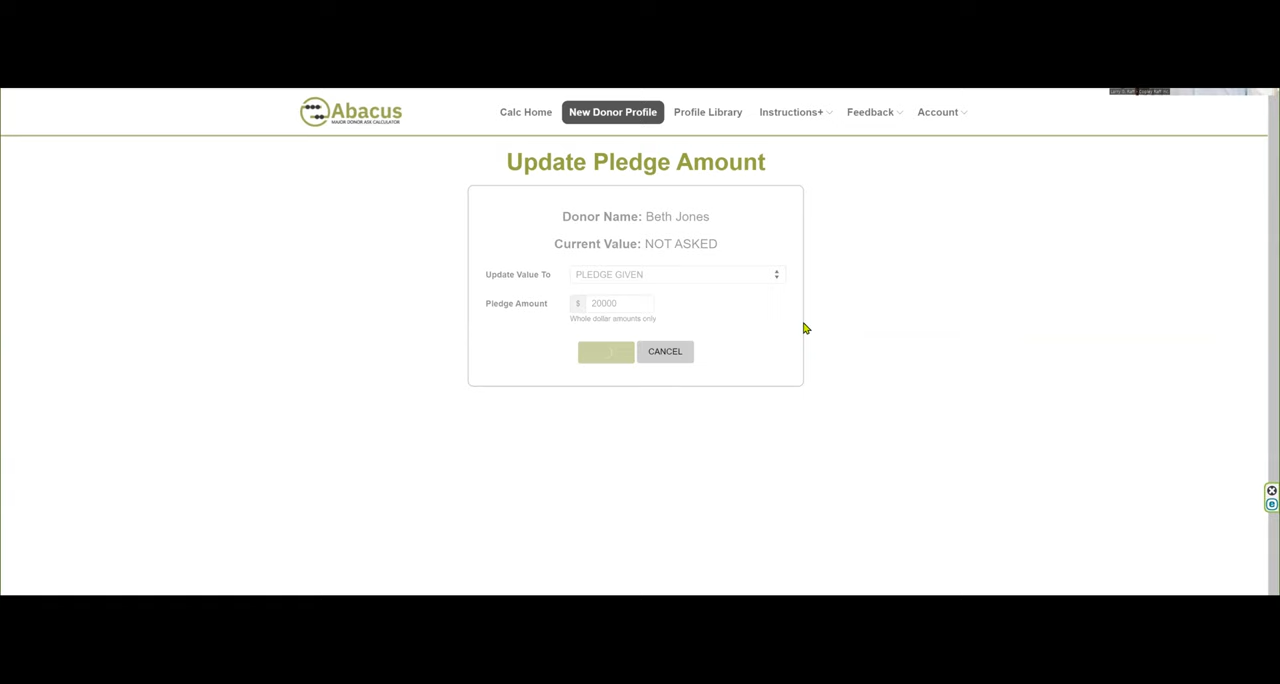 Abacus
MAJOR DONOR ASK CALCULATOR
Calc Home New Donor Profile Profile Library Instructions+ Feedback Account
Update Pledge Amount
Donor Name: Beth Jones
Current Value: NOT ASKED
Update Value To PLEDGE GIVEN
Pledge Amount $ 20000
Whole dollar amounts only
CANCEL